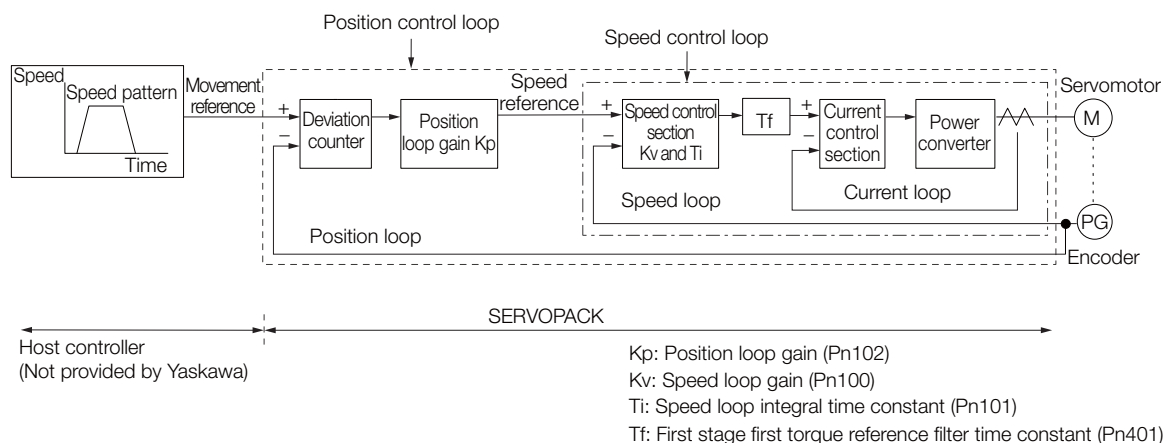 Position control loop
Speed control loop
Speed
Speed pattern
Time
Movement
reference
+
−
Deviation
counter
Position
loop gain Kp
Speed
reference
+
−
Speed control
section
Kv and Ti
Tf
+
−
Current
control
section
Power
converter
Servomotor
M
Current loop
Speed loop
PG
Position loop
Encoder
SERVOPACK
Host controller
(Not provided by Yaskawa)
Kp: Position loop gain (Pn102)
Kv: Speed loop gain (Pn100)
Ti: Speed loop integral time constant (Pn101)
Tf: First stage first torque reference filter time constant (Pn401)